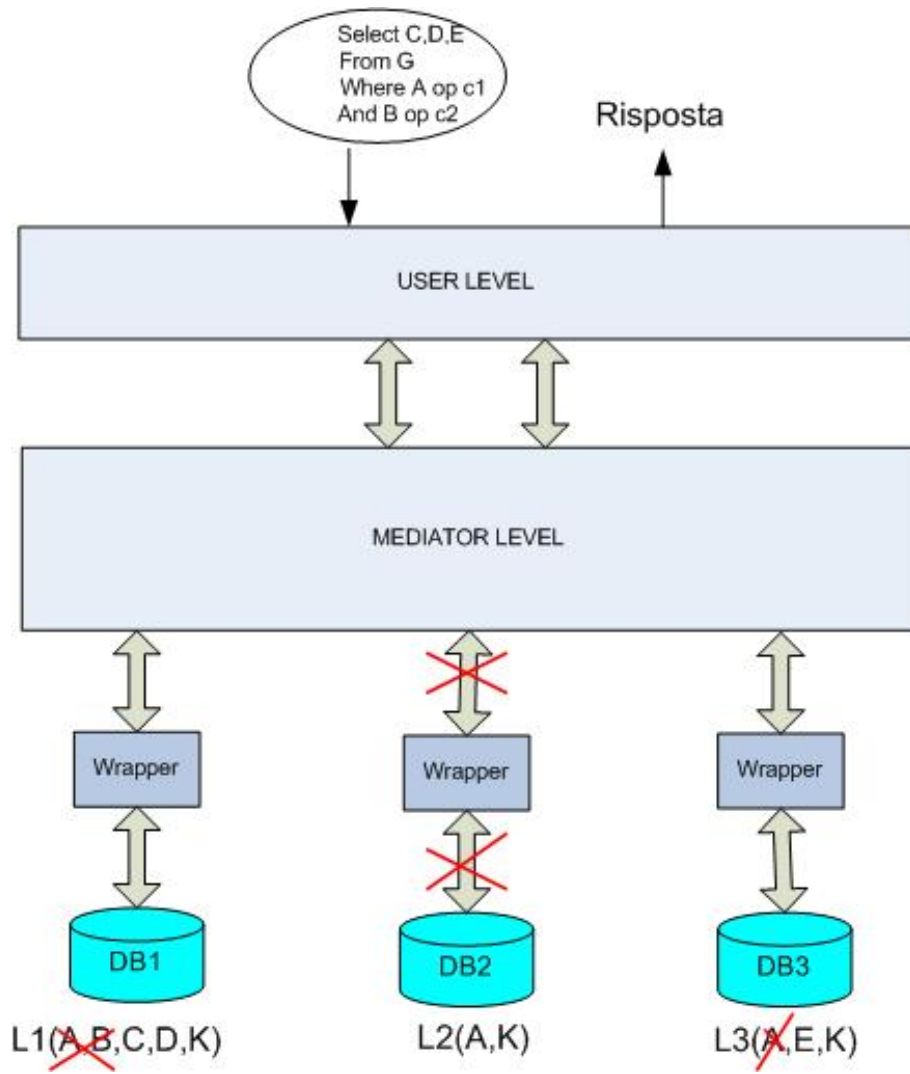 Select C,D,E
From G
Where A op c1
And B op c2
Risposta
USER LEVEL
MEDIATOR LEVEL
Wrapper
Wrapper
Wrapper
DB1
DB2
DB3
L1(A,B,C,D,K)
L2(A,K)
L3(A,E,K)